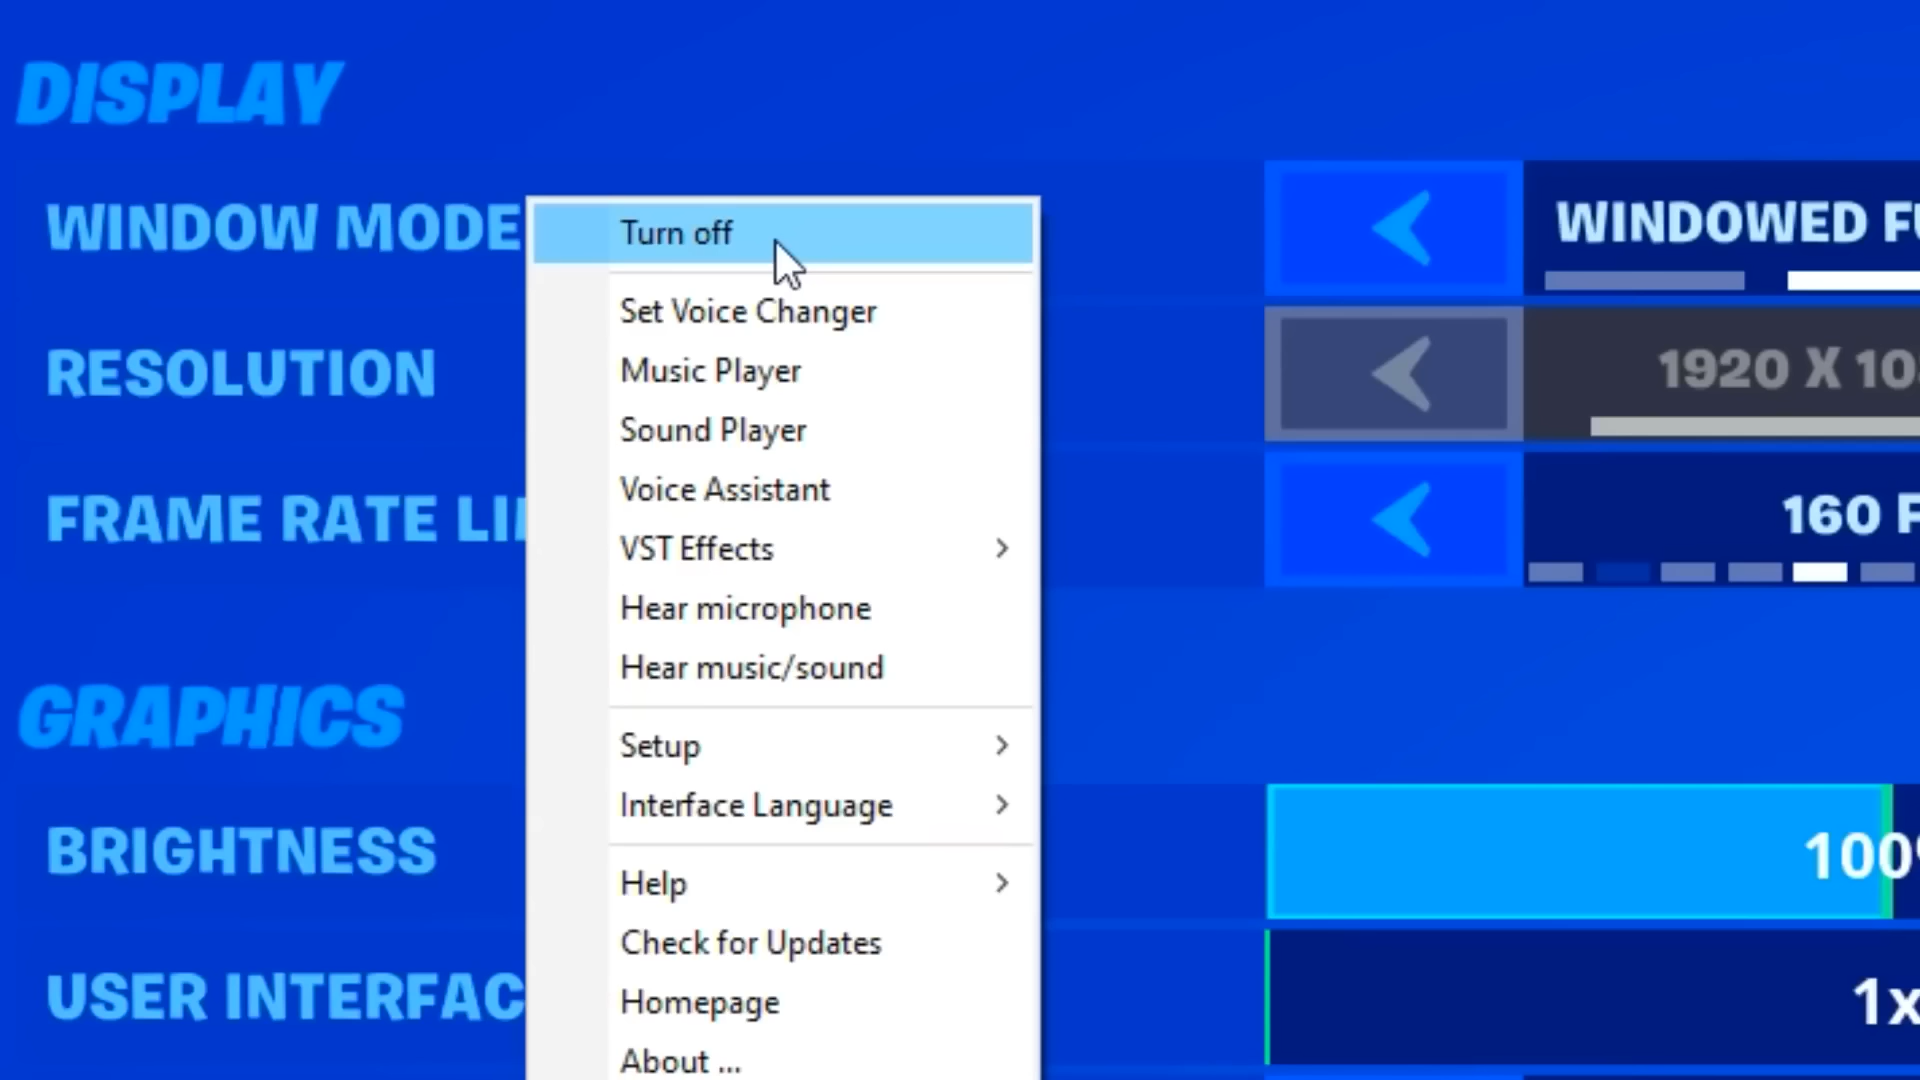 DISPLAY
WINDOW MODE
WINDOWED FU
RESOLUTION
1920 X 108
FRAME RATE LI
160 F
GRAPHICS
BRIGHTNESS
100%
USER INTERFAC
1x
Turn off
Set Voice Changer
Music Player
Sound Player
Voice Assistant
VST Effects
Hear microphone
Hear music/sound
Setup
Interface Language
Help
Check for Updates
Homepage
About ...